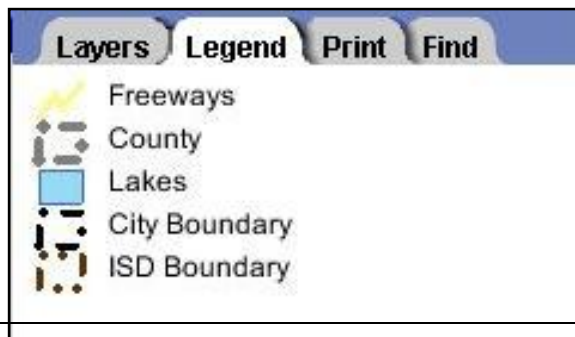 Layers Legend Print Find
Freeways
County
Lakes
City Boundary
ISD Boundary